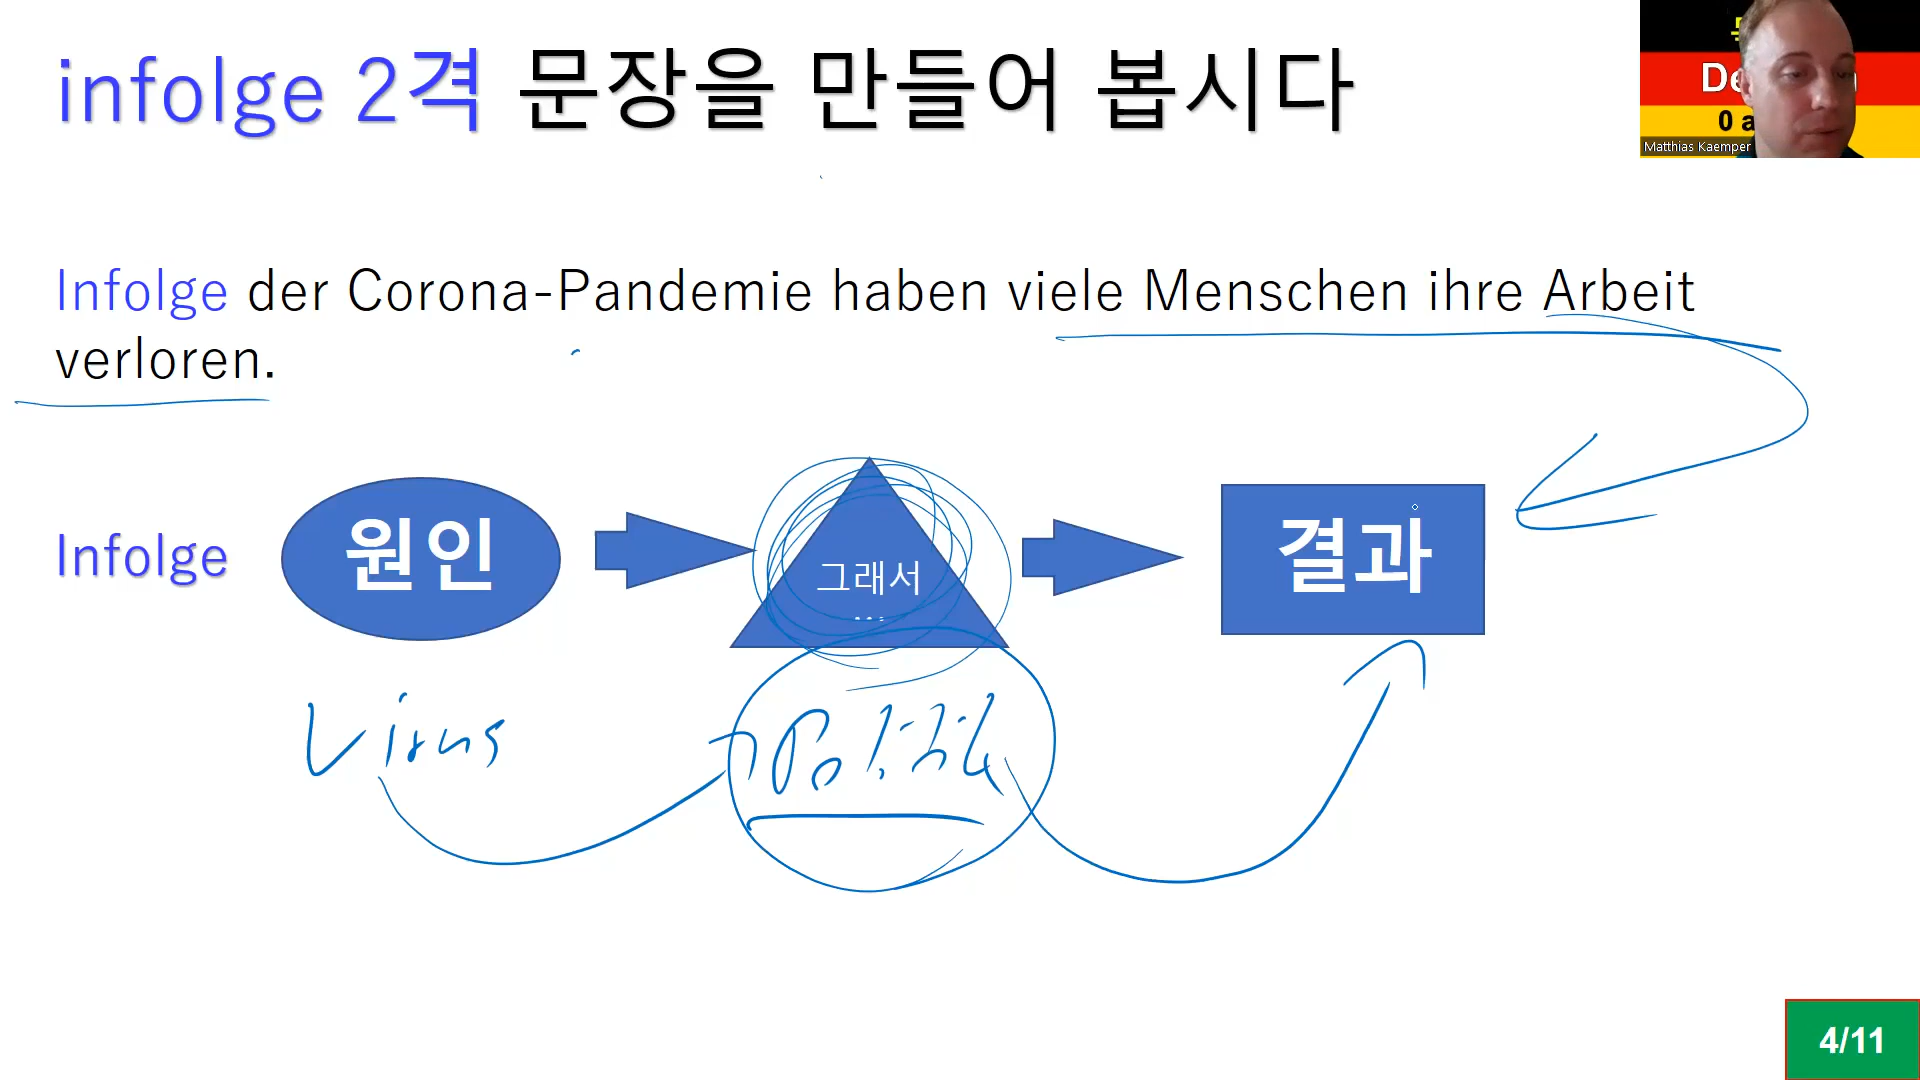 infolge 2격 문장을 만들어 봅시다
Infolge der Corona-Pandemie haben viele Menschen ihre Arbeit
verloren.
Infolge
원인
그래서
...
결과
Virus
Politik
Matthias Kaemper
4/11